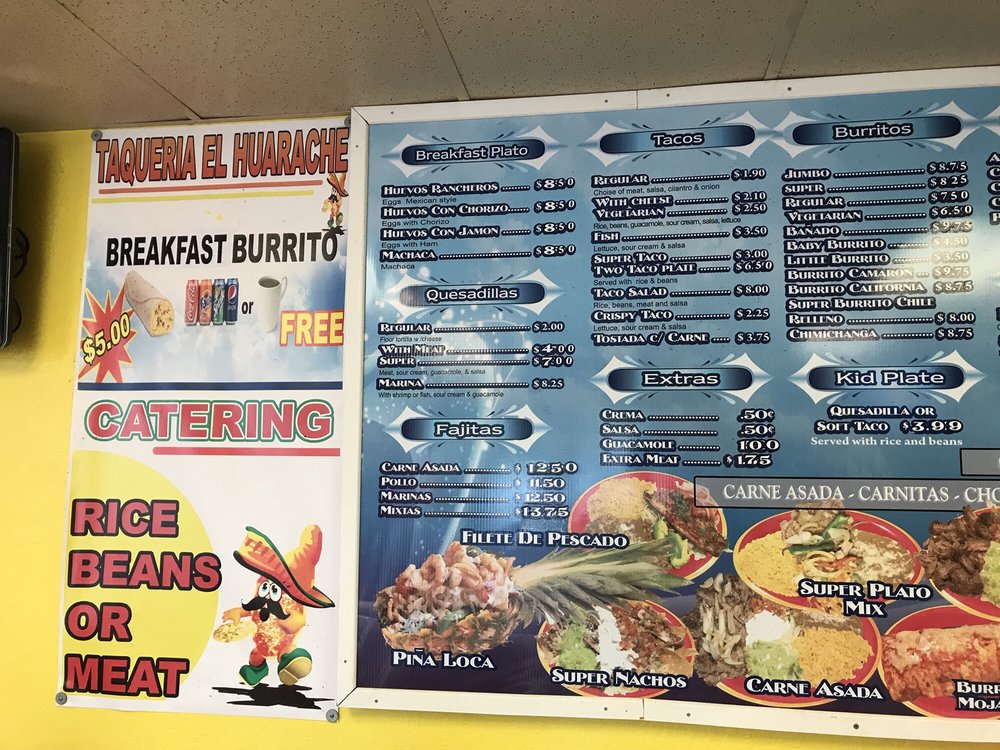 TAQUERIA EL HUARACHE
BREAKFAST BURRITO
$5.00
or
FREE
CATERING
RICE
BEANS
OR
MEAT
Breakfast Plato
Huevos Rancheros ........ $8.50
Eggs Mexican style
Huevos Con Chorizo ..... $8.50
Eggs with Chorizo
Huevos Con Jamon ....... $8.50
Eggs with Ham
Machaca ........ $8.50
Machaca
Quesadillas
Regular ........ $2.00
Flour tortilla w /cheese
With Meat ........ $4.00
Super ........ $7.00
Meat, sour cream, guacamole, & salsa
Marina ........ $8.25
With shrimp or fish, sour cream & guacamole
Fajitas
Carne Asada ........ $12.50
Pollo ........ $11.50
Marinas ........ $12.50
Mixtas ........ $13.75
Tacos
Regular ........ $1.90
Choise of meat, salsa, cilantro & onion
With cheese ........ $2.10
Vegetarian ........ $2.50
Rice, beans, guacamole, sour cream, salsa, lettuce
Fish ........ $3.50
Lettuce, sour cream & salsa
Super Taco ........ $3.00
Two Taco Plate ........ $6.50
Served with rice & beans
Taco Salad ........ $8.00
Rice, beans, meat and salsa
Crispy Taco ........ $2.25
Lettuce, sour cream & salsa
Tostada c/ Carne .... $3.75
Extras
Crema ........ .50¢
Salsa ........ .50¢
Guacamole ........ 1.00
Extra Meat ........ $1.75
Burritos
Jumbo ........ $8.75
Super ........ $8.25
Regular ........ $7.50
Vegetarian ........ $6.50
Bañado ........ $9.75
Baby Burrito ........ $4.50
Little Burrito ........ $3.50
Burrito Camaron ... $9.75
Burrito California ... $8.75
Super Burrito Chile
Relleno ........ $8.00
Chimichanga ........ $8.75
Kid Plate
Quesadilla or
Soft Taco $3.99
Served with rice and beans
CARNE ASADA - CARNITAS - CHO
Filete De Pescado
Piña Loca
Super Nachos
Super Plato
Mix
Carne Asada
Burr
Moja